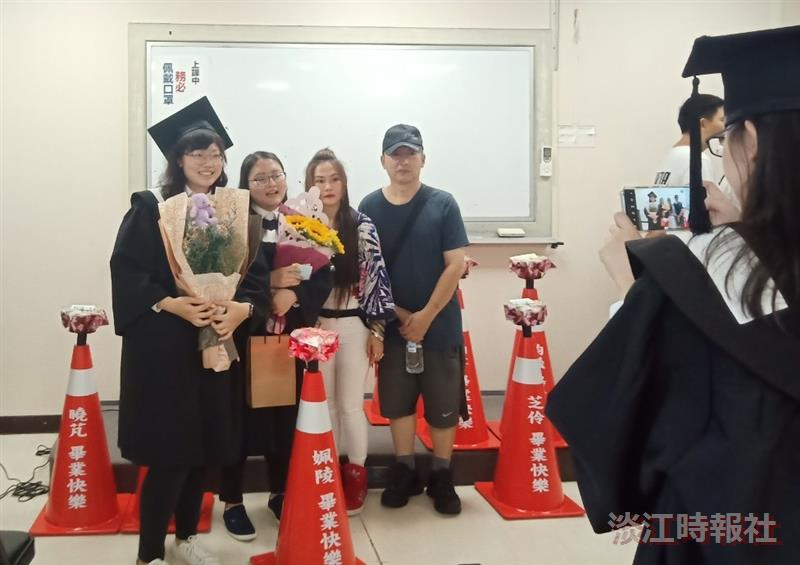 上課中
務必
佩戴口罩
曉芃 畢業快樂
姵陵 畢業快樂
芝伶 畢業快樂
淡江時報社